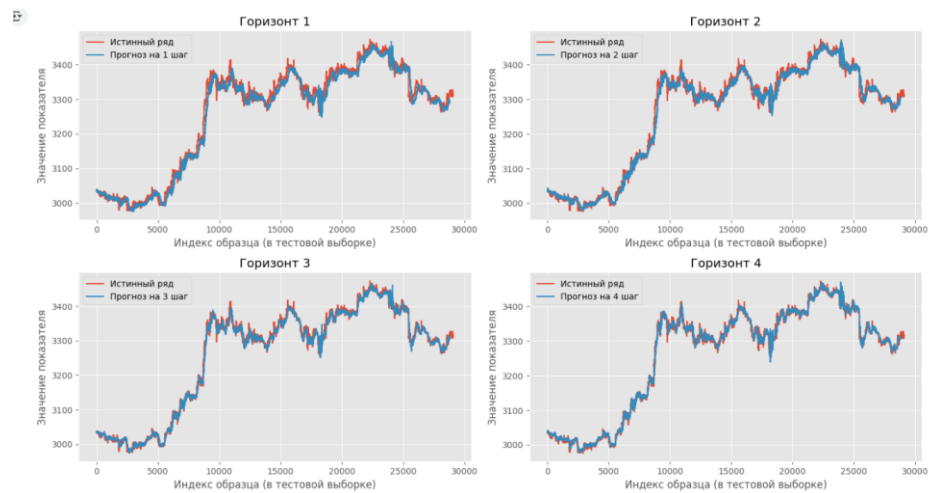 Горизонт 1
Истинный ряд
Прогноз на 1 шаг
Значение показателя
3400
3300
3200
3100
3000
0 5000 10000 15000 20000 25000 30000
Индекс образца (в тестовой выборке)
Горизонт 2
Истинный ряд
Прогноз на 2 шаг
Значение показателя
3400
3300
3200
3100
3000
0 5000 10000 15000 20000 25000 30000
Индекс образца (в тестовой выборке)
Горизонт 3
Истинный ряд
Прогноз на 3 шаг
Значение показателя
3400
3300
3200
3100
3000
0 5000 10000 15000 20000 25000 30000
Индекс образца (в тестовой выборке)
Горизонт 4
Истинный ряд
Прогноз на 4 шаг
Значение показателя
3400
3300
3200
3100
3000
0 5000 10000 15000 20000 25000 30000
Индекс образца (в тестовой выборке)